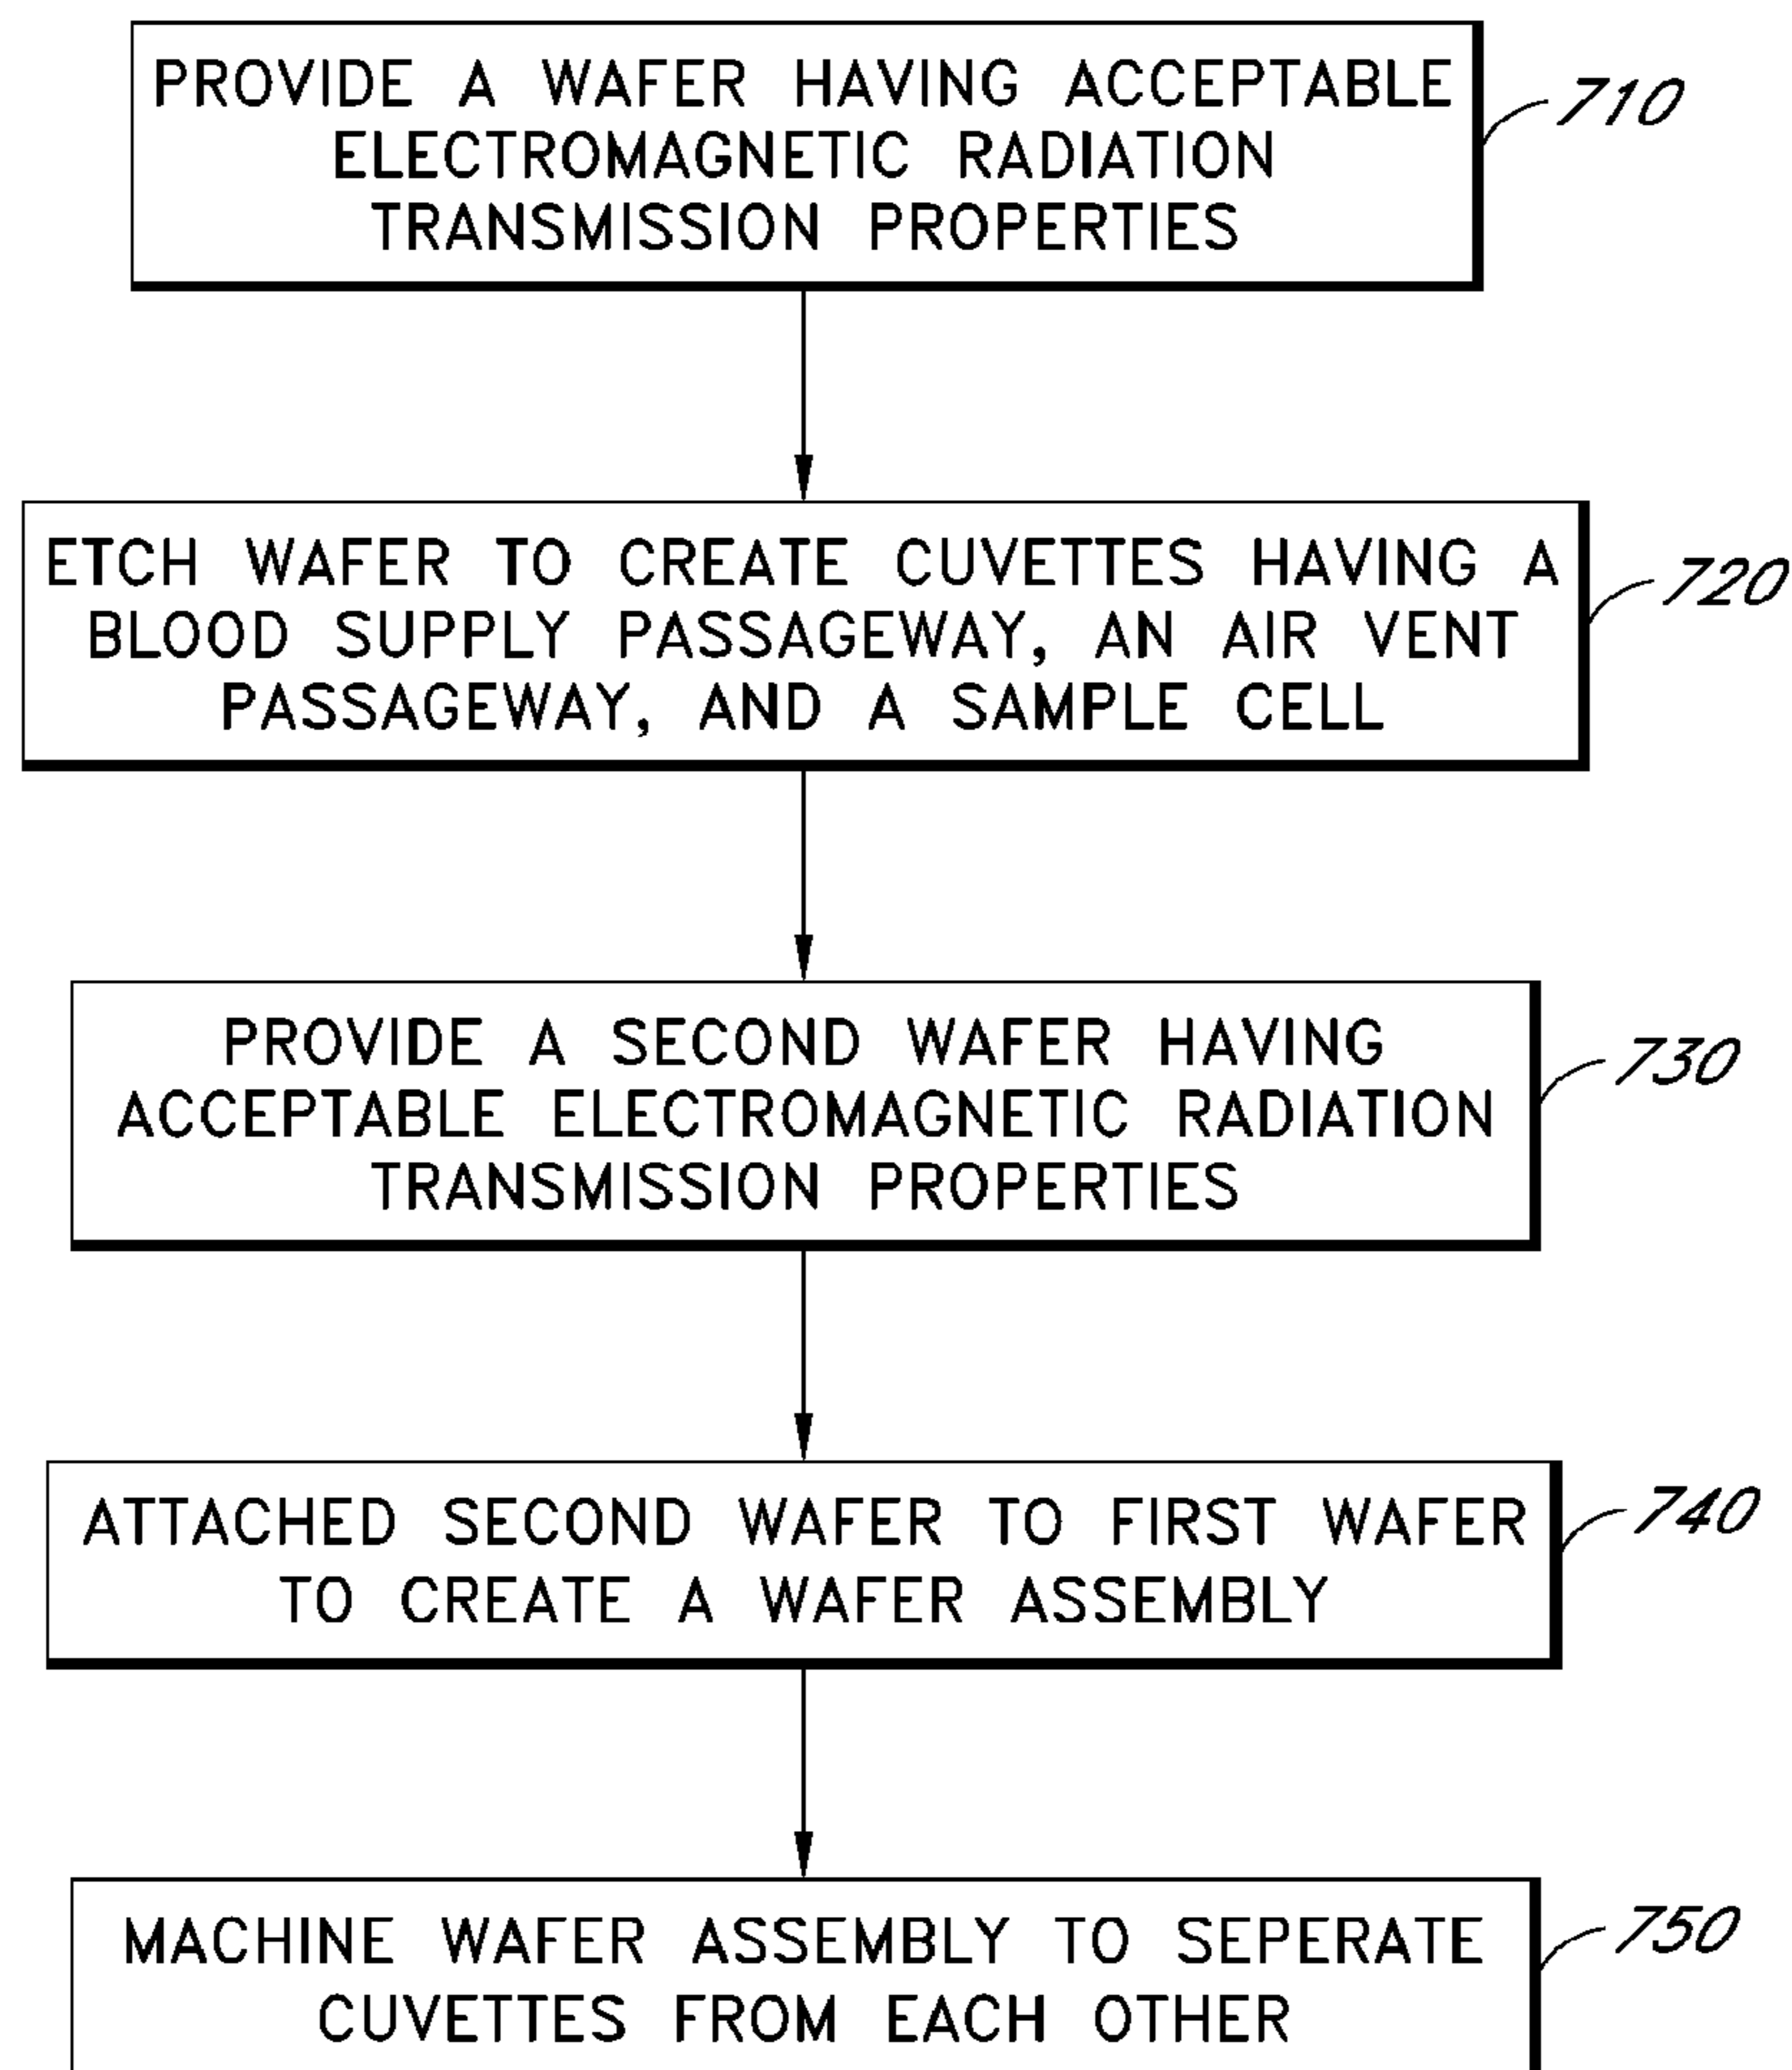 PROVIDE A WAFER HAVING ACCEPTABLE
ELECTROMAGNETIC RADIATION
TRANSMISSION PROPERTIES
710
ETCH WAFER TO CREATE CUVETTES HAVING A
BLOOD SUPPLY PASSAGEWAY, AN AIR VENT
PASSAGEWAY, AND A SAMPLE CELL
720
PROVIDE A SECOND WAFER HAVING
ACCEPTABLE ELECTROMAGNETIC RADIATION
TRANSMISSION PROPERTIES
730
ATTACHED SECOND WAFER TO FIRST WAFER
TO CREATE A WAFER ASSEMBLY
740
MACHINE WAFER ASSEMBLY TO SEPERATE
CUVETTES FROM EACH OTHER
750